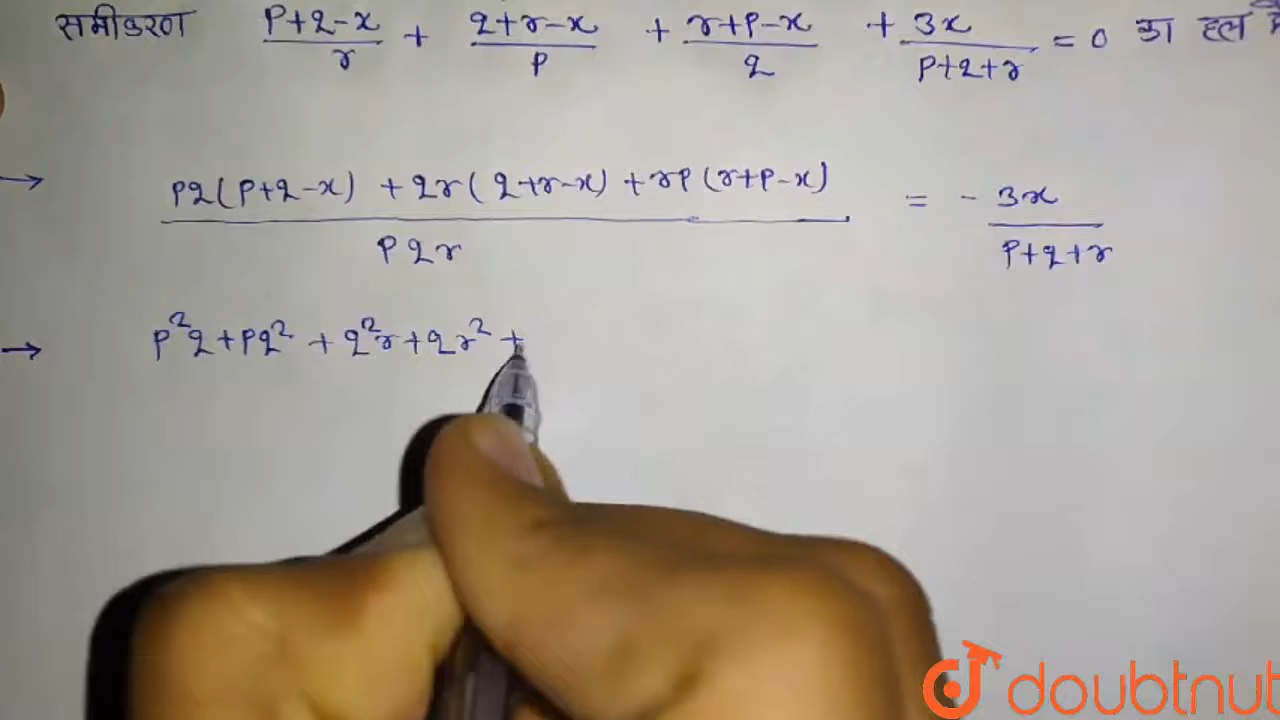 समीकरण (p+q-x)/r + (q+r-x)/p + (r+p-x)/q + 3x/(p+q+r) = 0 का हल
→ (pq(p+q-x) + qr(q+r-x) + rp(r+p-x))/(pqr) = - 3x/(p+q+r)
→ p²q + pq² + q²r + qr² +
doubtnut